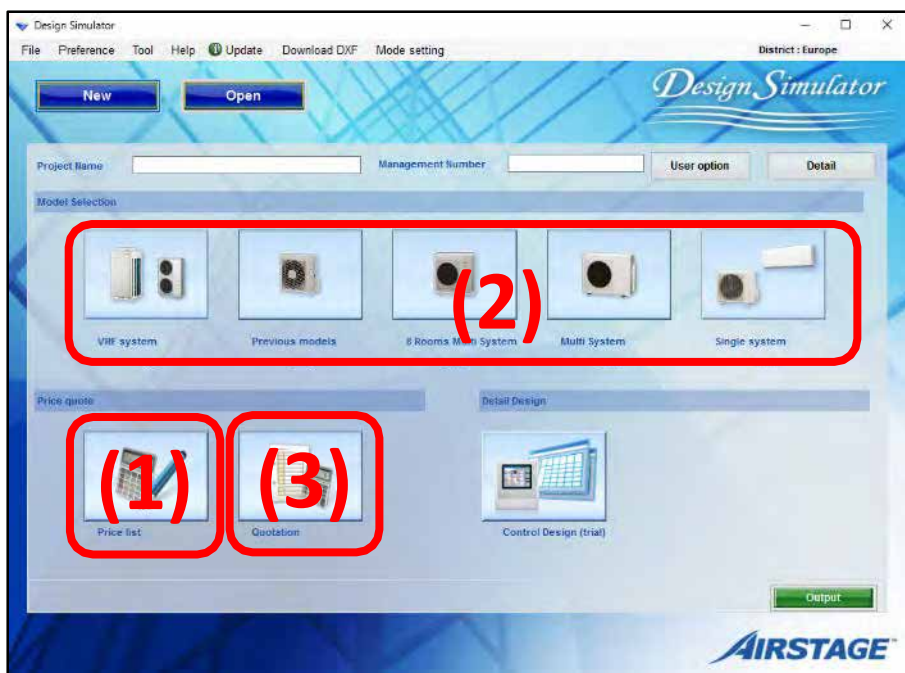 Design Simulator
File Preference Tool Help Update Download DXF Mode setting District : Europe
New Open Design Simulator
Project Name Management Number User option Detail
Model Selection
(2)
VRF system Previous models 8 Rooms Multi System Multi System Single system
Price quote Detail Design
(1) (3)
Price list Quotation Control Design (trial)
Output
AIRSTAGE